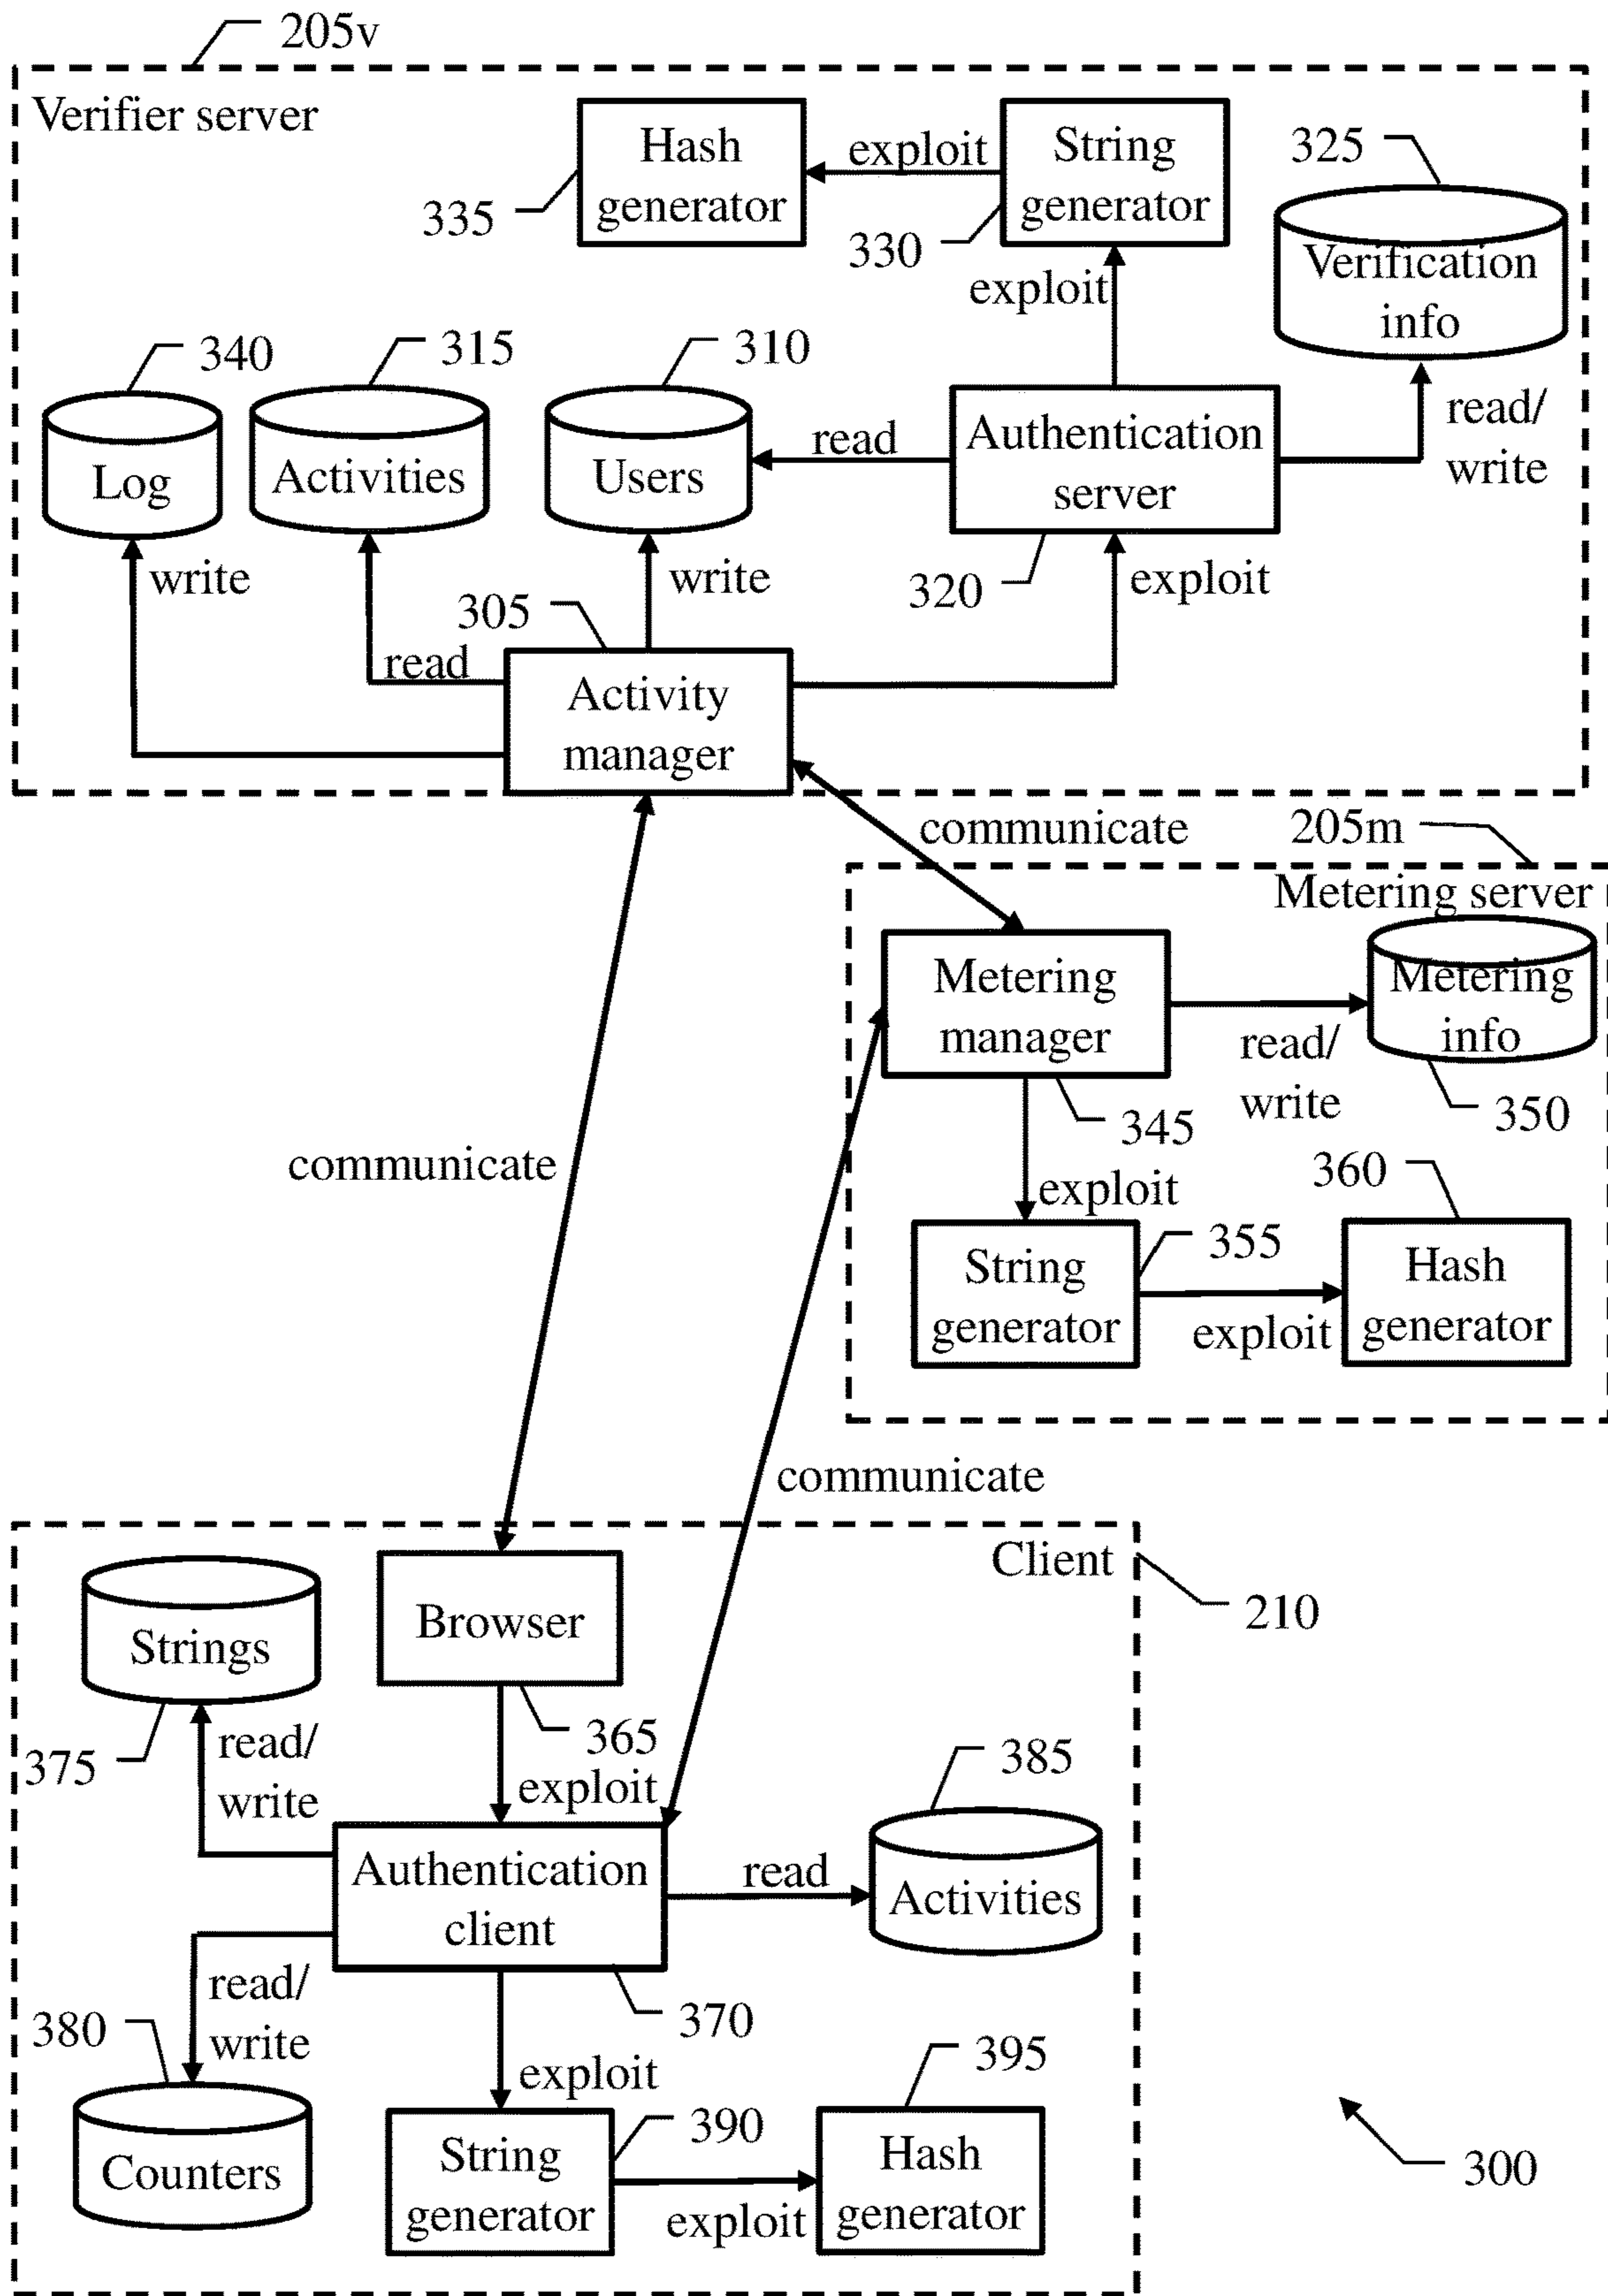 205v
Verifier server
Hash
generator
335
exploit
String
generator
330
325
Verification
info
exploit
340
315
310
Log
Activities
Users
read
Authentication
server
read/
write
write
write
320
exploit
305
read
Activity
manager
communicate
205m
Metering server
Metering
manager
Metering
info
read/
write
345
350
communicate
exploit
360
String
generator
355
exploit
Hash
generator
communicate
Client
210
Strings
Browser
375
read/
write
365
exploit
385
Authentication
client
read
Activities
read/
write
380
370
exploit
395
Counters
String
generator
390
exploit
Hash
generator
300